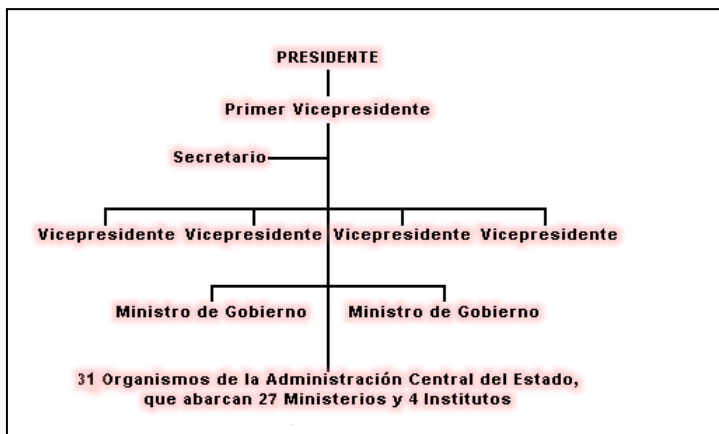 PRESIDENTE
Primer Vicepresidente
Secretario
Vicepresidente Vicepresidente Vicepresidente Vicepresidente
Ministro de Gobierno Ministro de Gobierno
31 Organismos de la Administración Central del Estado,
que abarcan 27 Ministerios y 4 Institutos